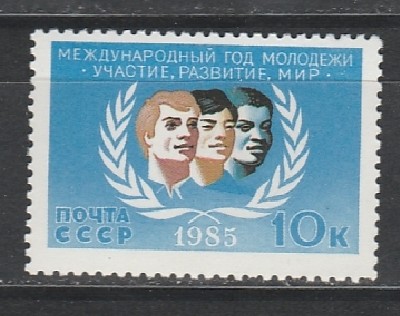 МЕЖДУНАРОДНЫЙ ГОД МОЛОДЕЖИ
· УЧАСТИЕ, РАЗВИТИЕ, МИР ·
ПОЧТА
СССР
1985
10К